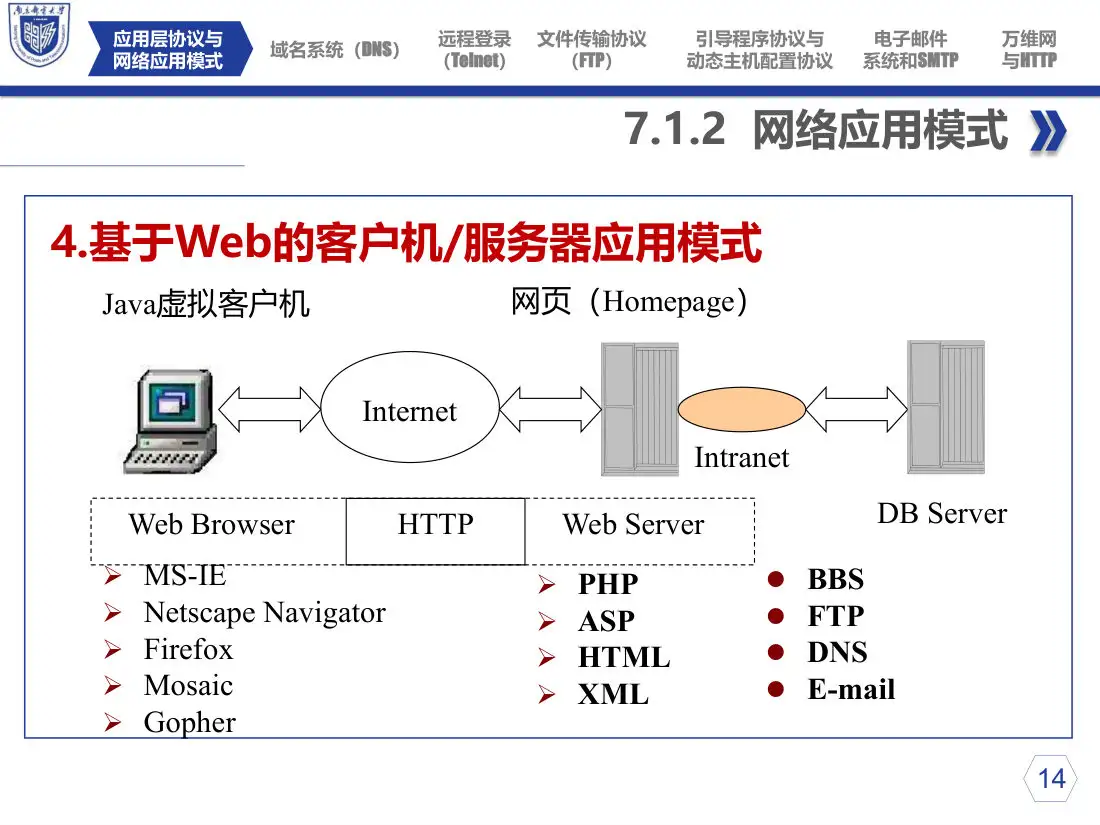 南京邮电大学
应用层协议与
网络应用模式
域名系统（DNS）
远程登录
（Telnet）
文件传输协议
（FTP）
引导程序协议与
动态主机配置协议
电子邮件
系统和SMTP
万维网
与HTTP
7.1.2 网络应用模式
4.基于Web的客户机/服务器应用模式
Java虚拟客户机
网页（Homepage）
Internet
Intranet
DB Server
Web Browser
HTTP
Web Server
MS-IE
Netscape Navigator
Firefox
Mosaic
Gopher
PHP
ASP
HTML
XML
BBS
FTP
DNS
E-mail
14